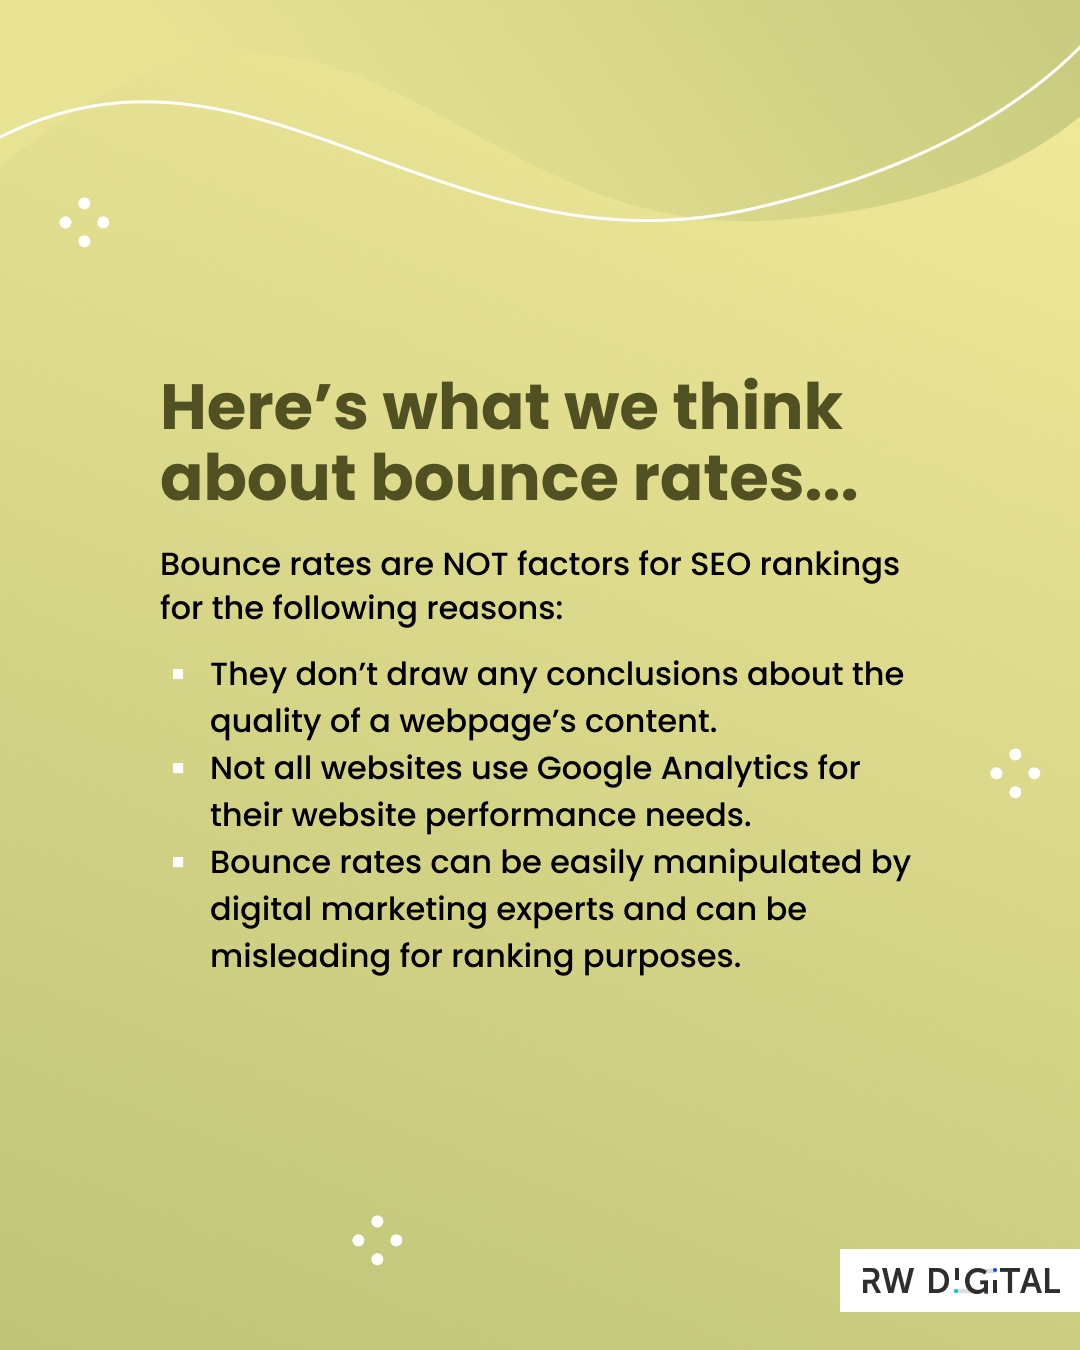 Here’s what we think
about bounce rates...
Bounce rates are NOT factors for SEO rankings
for the following reasons:
They don’t draw any conclusions about the
quality of a webpage’s content.
Not all websites use Google Analytics for
their website performance needs.
Bounce rates can be easily manipulated by
digital marketing experts and can be
misleading for ranking purposes.
RW DIGITAL